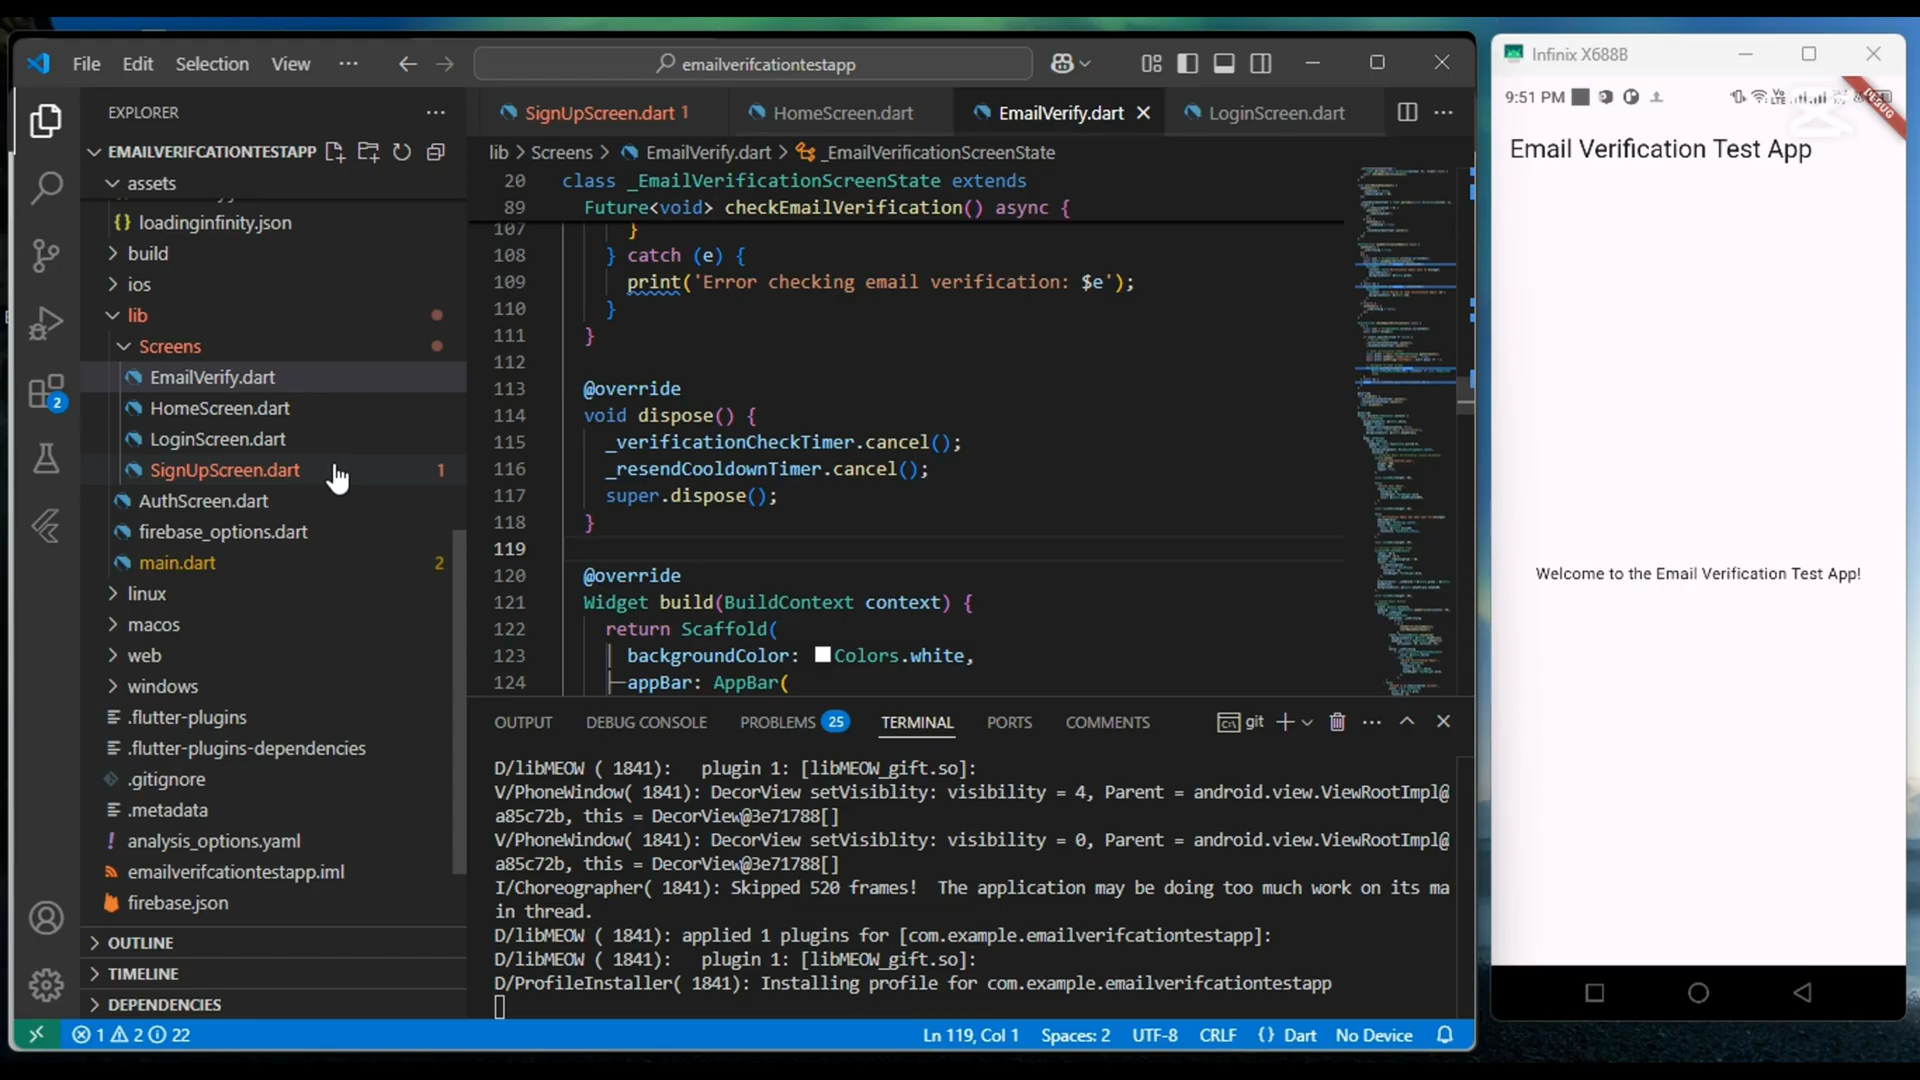 File Edit Selection View ··· emailverifcationtestapp
EXPLORER
EMAILVERIFCATIONTESTAPP
assets
loadinginfinity.json
build
ios
lib
Screens
EmailVerify.dart
HomeScreen.dart
LoginScreen.dart
SignUpScreen.dart 1
AuthScreen.dart
firebase_options.dart
main.dart 2
linux
macos
web
windows
.flutter-plugins
.flutter-plugins-dependencies
.gitignore
.metadata
analysis_options.yaml
emailverifcationtestapp.iml
firebase.json
OUTLINE
TIMELINE
DEPENDENCIES
2
SignUpScreen.dart 1 HomeScreen.dart EmailVerify.dart LoginScreen.dart
lib > Screens > EmailVerify.dart > _EmailVerificationScreenState
20 class _EmailVerificationScreenState extends
89 Future<void> checkEmailVerification() async {
107 }
108 } catch (e) {
109 print('Error checking email verification: $e');
110 }
111 }
112
113 @override
114 void dispose() {
115 _verificationCheckTimer.cancel();
116 _resendCooldownTimer.cancel();
117 super.dispose();
118 }
119
120 @override
121 Widget build(BuildContext context) {
122 return Scaffold(
123 backgroundColor: Colors.white,
124 appBar: AppBar(
OUTPUT DEBUG CONSOLE PROBLEMS 25 TERMINAL PORTS COMMENTS git
D/libMEOW ( 1841): plugin 1: [libMEOW_gift.so]:
V/PhoneWindow( 1841): DecorView setVisiblity: visibility = 4, Parent = android.view.ViewRootImpl@
a85c72b, this = DecorView@3e71788[]
V/PhoneWindow( 1841): DecorView setVisiblity: visibility = 0, Parent = android.view.ViewRootImpl@
a85c72b, this = DecorView@3e71788[]
I/Choreographer( 1841): Skipped 520 frames! The application may be doing too much work on its ma
in thread.
D/libMEOW ( 1841): applied 1 plugins for [com.example.emailverifcationtestapp]:
D/libMEOW ( 1841): plugin 1: [libMEOW_gift.so]:
D/ProfileInstaller( 1841): Installing profile for com.example.emailverifcationtestapp
1 2 22 Ln 119, Col 1 Spaces: 2 UTF-8 CRLF {} Dart No Device
Infinix X688B
9:51 PM
DEBUG
Email Verification Test App
Welcome to the Email Verification Test App!